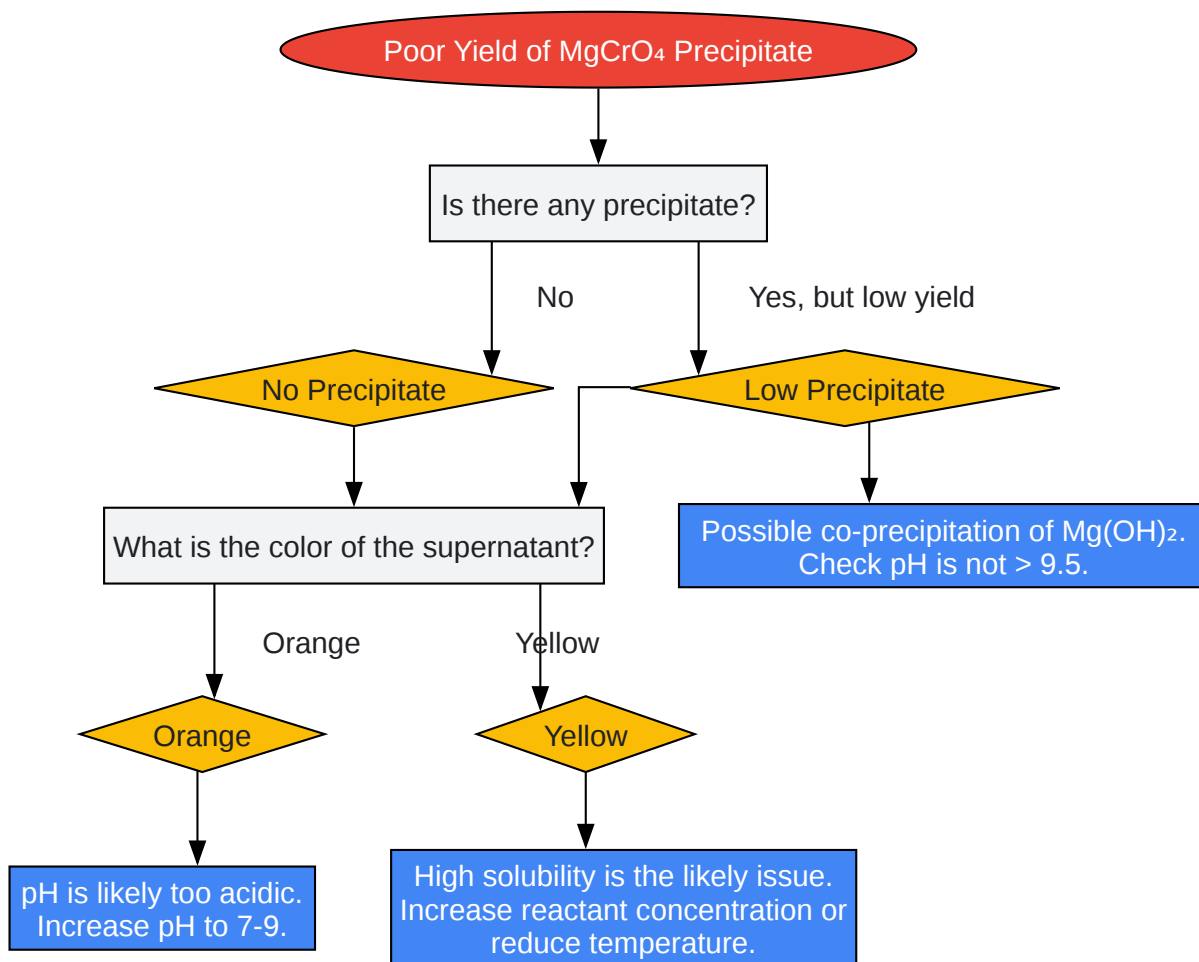 Poor Yield of MgCrO₄ Precipitate
Is there any precipitate?
No
Yes, but low yield
No Precipitate
Low Precipitate
What is the color of the supernatant?
Possible co-precipitation of Mg(OH)₂.
Check pH is not > 9.5.
Orange
Yellow
Orange
Yellow
pH is likely too acidic.
Increase pH to 7-9.
High solubility is the likely issue.
Increase reactant concentration or
reduce temperature.